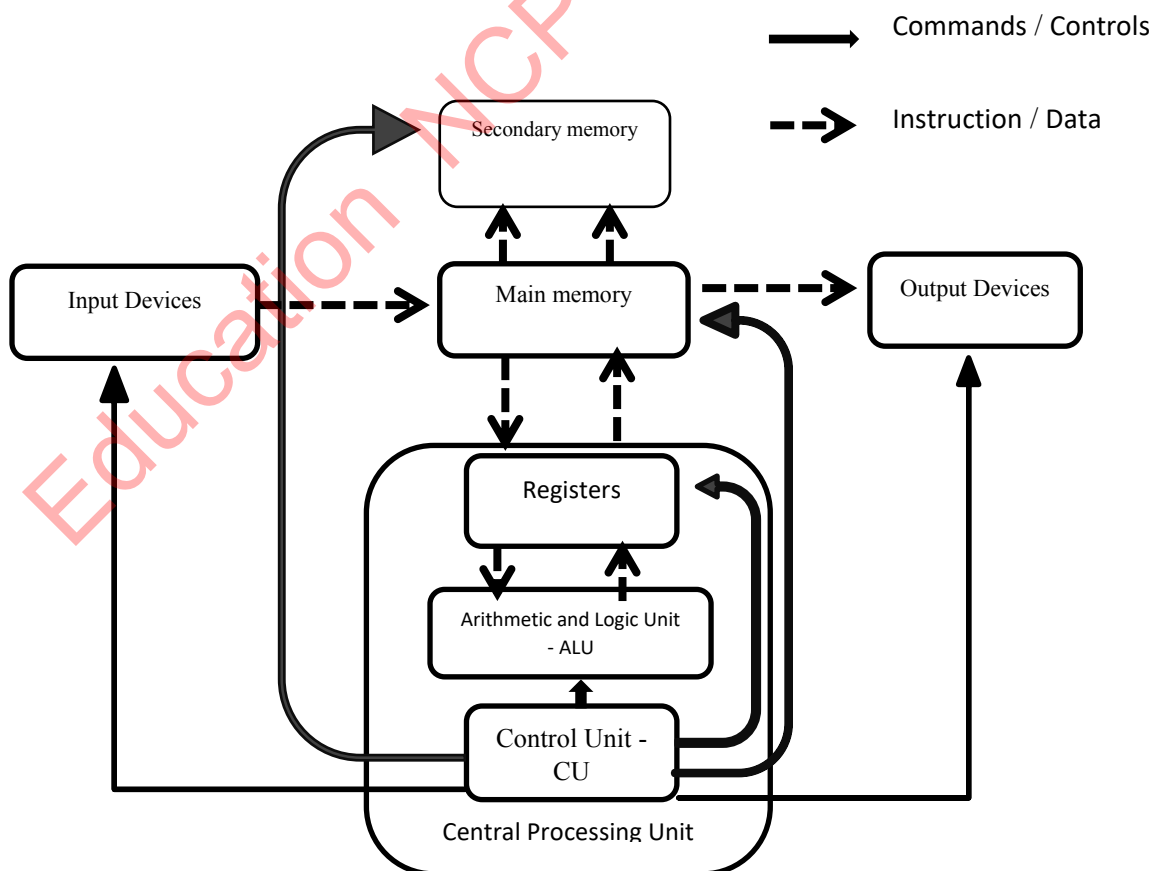 Commands / Controls
Instruction / Data
Secondary memory
Input Devices
Main memory
Output Devices
Registers
Arithmetic and Logic Unit
- ALU
Control Unit -
CU
Central Processing Unit
Education NCP